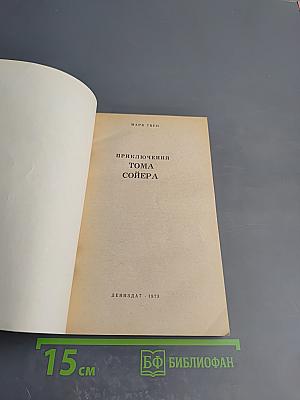 МАРК ТВЕН
ПРИКЛЮЧЕНИЯ
ТОМА
СОЙЕРА
ЛЕНИЗДАТ · 1973
15 см
БФ БИБЛИОФАН